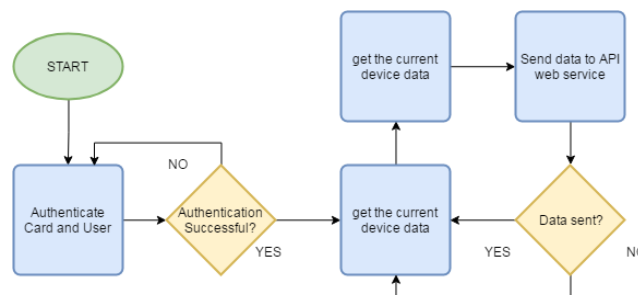 START
get the current
device data
Send data to API
web service
NO
Authenticate
Card and User
Authentication
Successful?
YES
get the current
device data
Data sent?
YES
NO